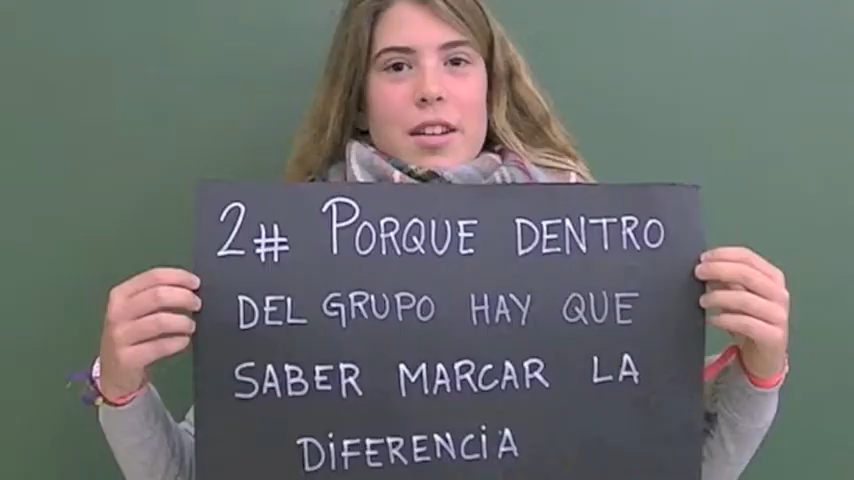 2# PORQUE DENTRO
DEL GRUPO HAY QUE
SABER MARCAR LA
DIFERENCIA